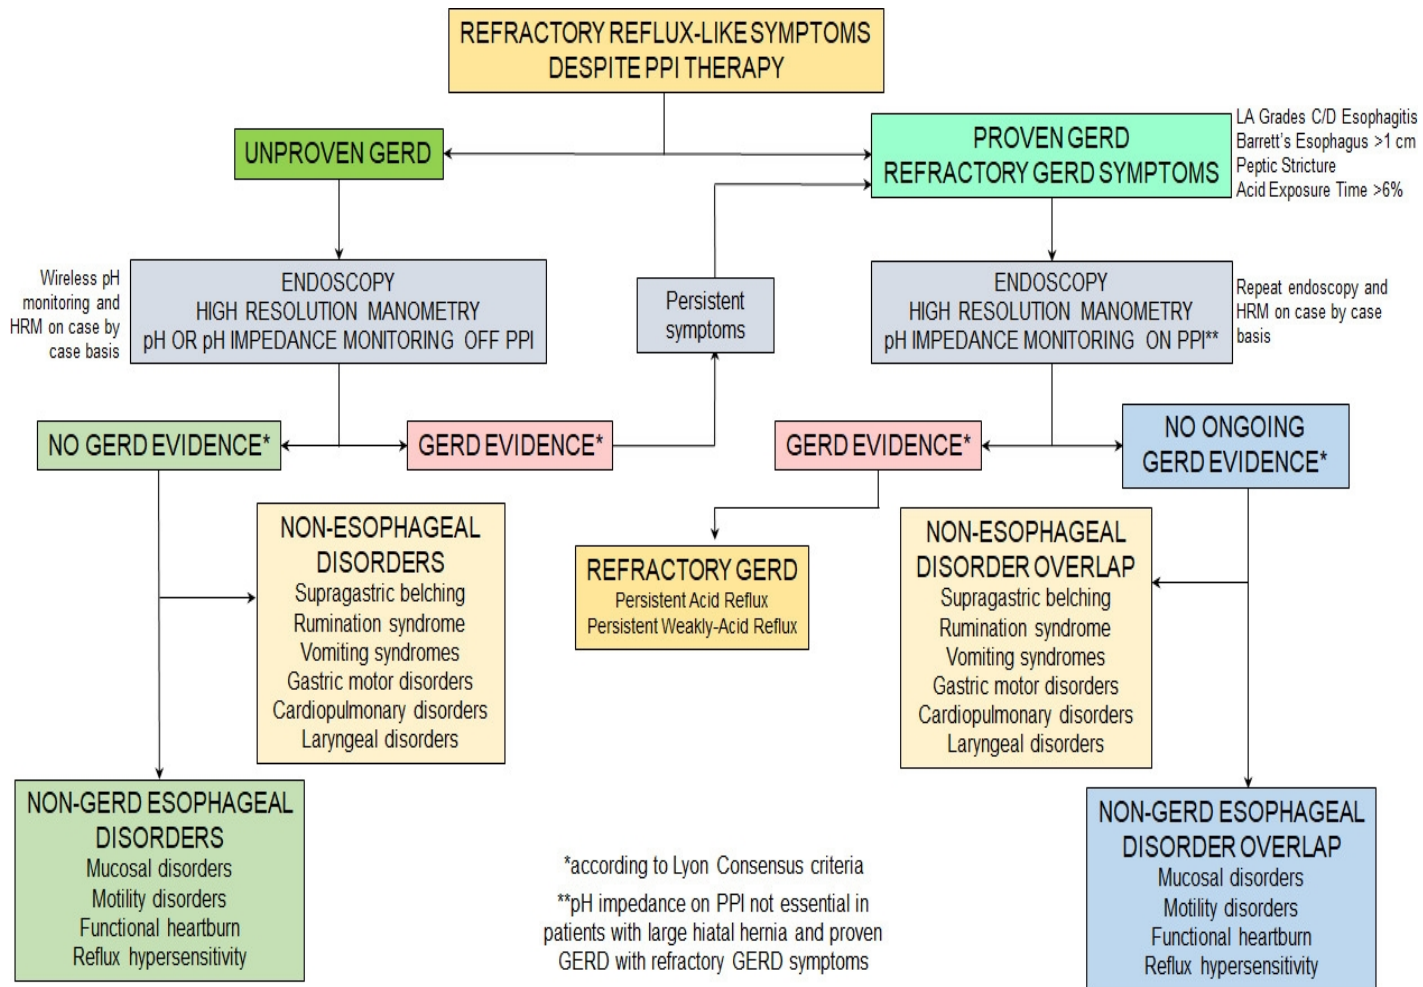 REFRACTORY REFLUX-LIKE SYMPTOMS
DESPITE PPI THERAPY
UNPROVEN GERD
PROVEN GERD
REFRACTORY GERD SYMPTOMS
LA Grades C/D Esophagitis
Barrett's Esophagus >1 cm
Peptic Stricture
Acid Exposure Time >6%
Wireless pH
monitoring and
HRM on case by
case basis
ENDOSCOPY
HIGH RESOLUTION MANOMETRY
pH OR pH IMPEDANCE MONITORING OFF PPI
Persistent
symptoms
ENDOSCOPY
HIGH RESOLUTION MANOMETRY
pH IMPEDANCE MONITORING ON PPI**
Repeat endoscopy and
HRM on case by case
basis
NO GERD EVIDENCE*
GERD EVIDENCE*
GERD EVIDENCE*
NO ONGOING
GERD EVIDENCE*
NON-ESOPHAGEAL
DISORDERS
Supragastric belching
Rumination syndrome
Vomiting syndromes
Gastric motor disorders
Cardiopulmonary disorders
Laryngeal disorders
REFRACTORY GERD
Persistent Acid Reflux
Persistent Weakly-Acid Reflux
NON-ESOPHAGEAL
DISORDER OVERLAP
Supragastric belching
Rumination syndrome
Vomiting syndromes
Gastric motor disorders
Cardiopulmonary disorders
Laryngeal disorders
NON-GERD ESOPHAGEAL
DISORDERS
Mucosal disorders
Motility disorders
Functional heartburn
Reflux hypersensitivity
*according to Lyon Consensus criteria
**pH impedance on PPI not essential in
patients with large hiatal hernia and proven
GERD with refractory GERD symptoms
NON-GERD ESOPHAGEAL
DISORDER OVERLAP
Mucosal disorders
Motility disorders
Functional heartburn
Reflux hypersensitivity